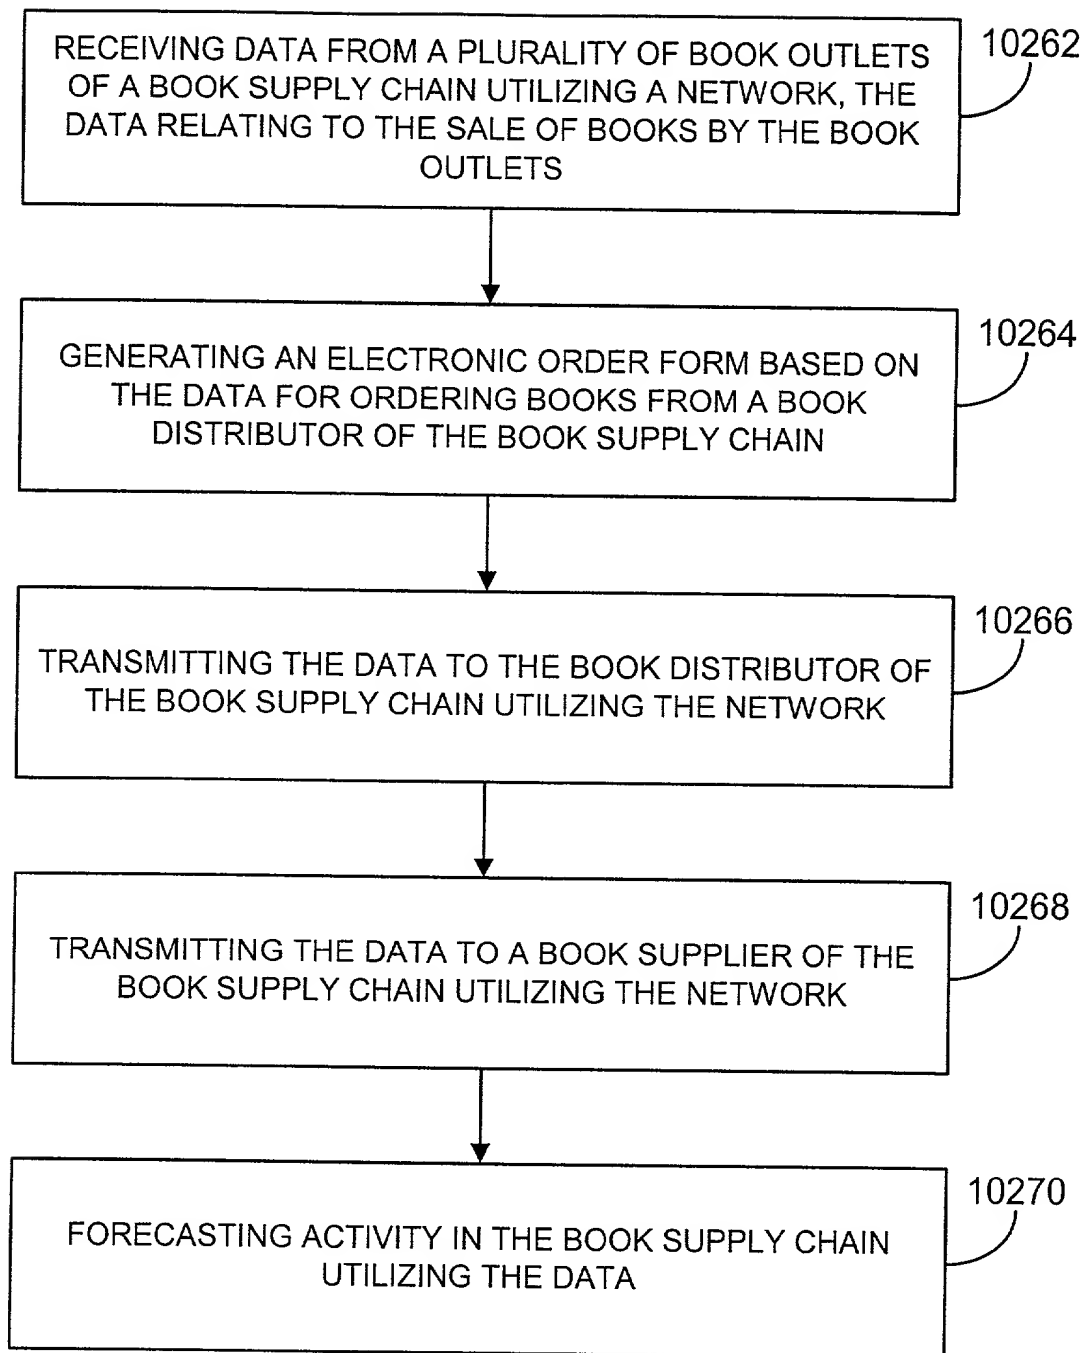 RECEIVING DATA FROM A PLURALITY OF BOOK OUTLETS
OF A BOOK SUPPLY CHAIN UTILIZING A NETWORK, THE
DATA RELATING TO THE SALE OF BOOKS BY THE BOOK
OUTLETS
10262
GENERATING AN ELECTRONIC ORDER FORM BASED ON
THE DATA FOR ORDERING BOOKS FROM A BOOK
DISTRIBUTOR OF THE BOOK SUPPLY CHAIN
10264
TRANSMITTING THE DATA TO THE BOOK DISTRIBUTOR OF
THE BOOK SUPPLY CHAIN UTILIZING THE NETWORK
10266
TRANSMITTING THE DATA TO A BOOK SUPPLIER OF THE
BOOK SUPPLY CHAIN UTILIZING THE NETWORK
10268
FORECASTING ACTIVITY IN THE BOOK SUPPLY CHAIN
UTILIZING THE DATA
10270